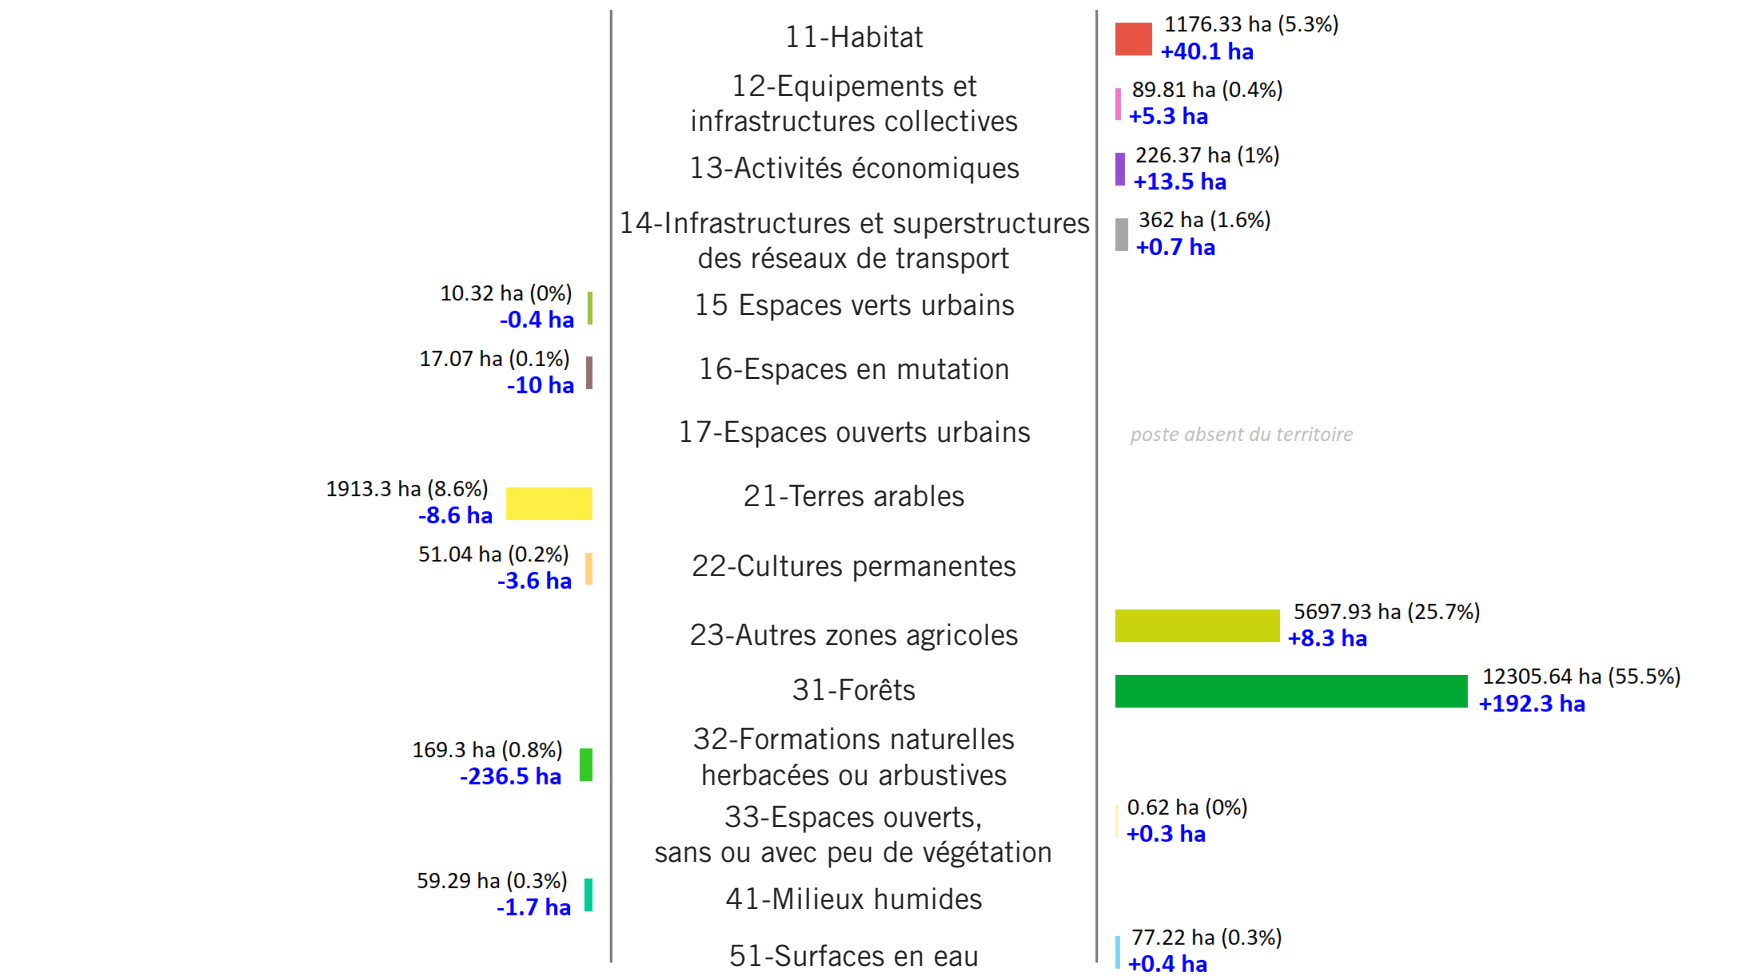 11-Habitat
1176.33 ha (5.3%)
+40.1 ha
12-Equipements et
infrastructures collectives
89.81 ha (0.4%)
+5.3 ha
13-Activités économiques
226.37 ha (1%)
+13.5 ha
14-Infrastructures et superstructures
des réseaux de transport
362 ha (1.6%)
+0.7 ha
10.32 ha (0%)
-0.4 ha
15 Espaces verts urbains
17.07 ha (0.1%)
-10 ha
16-Espaces en mutation
17-Espaces ouverts urbains
poste absent du territoire
1913.3 ha (8.6%)
-8.6 ha
21-Terres arables
51.04 ha (0.2%)
-3.6 ha
22-Cultures permanentes
23-Autres zones agricoles
5697.93 ha (25.7%)
+8.3 ha
31-Forêts
12305.64 ha (55.5%)
+192.3 ha
169.3 ha (0.8%)
-236.5 ha
32-Formations naturelles
herbacées ou arbustives
33-Espaces ouverts,
sans ou avec peu de végétation
0.62 ha (0%)
+0.3 ha
59.29 ha (0.3%)
-1.7 ha
41-Milieux humides
51-Surfaces en eau
77.22 ha (0.3%)
+0.4 ha